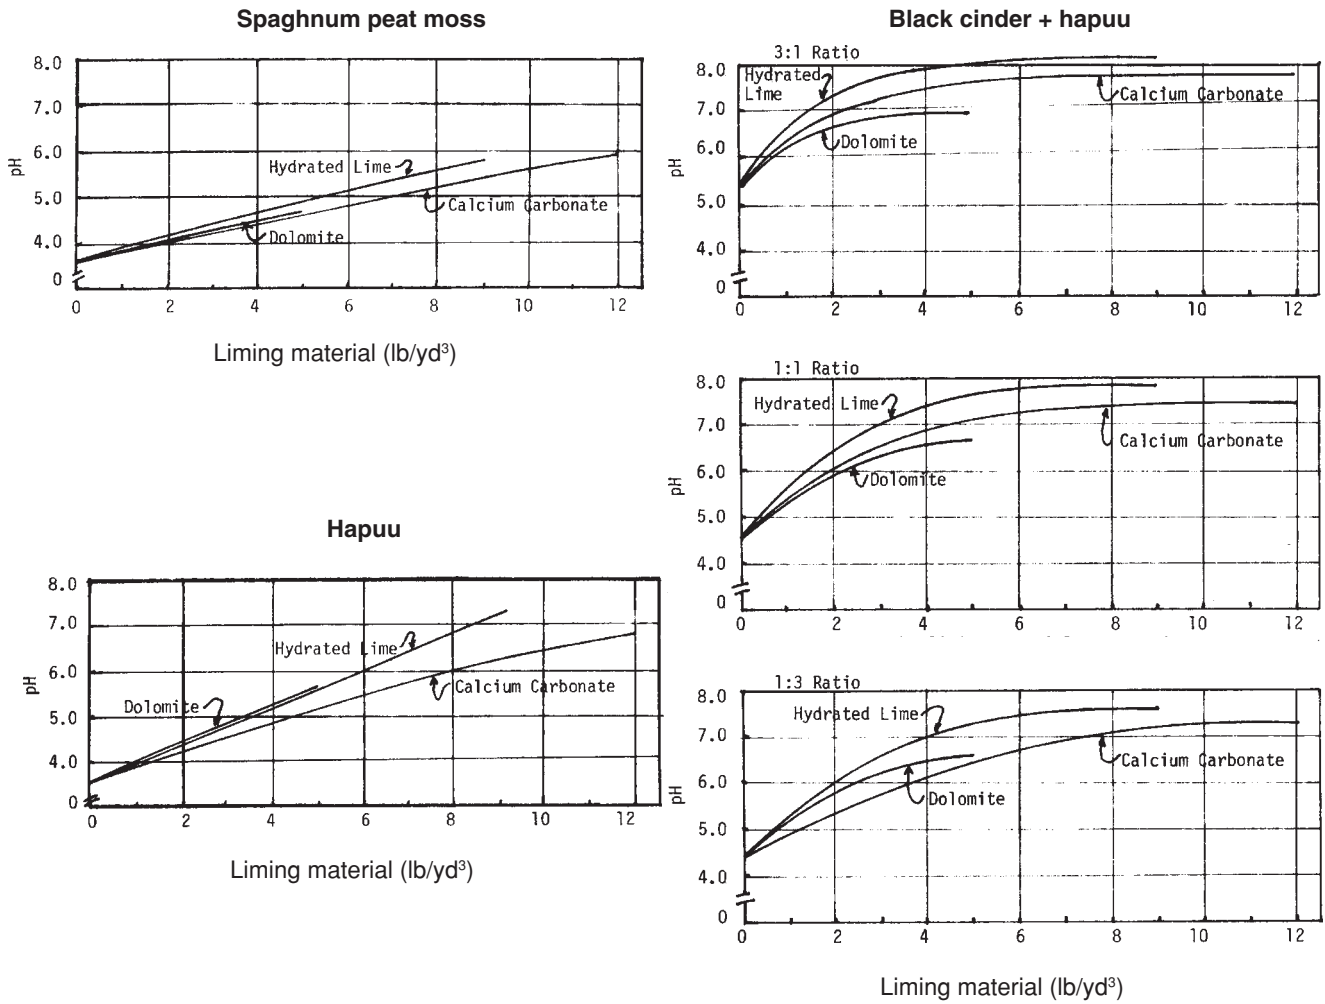 Spaghnum peat moss
8.0
7.0
6.0
5.0
4.0
0
pH
Hydrated Lime
Calcium Carbonate
Dolomite
0 2 4 6 8 10 12
Liming material (lb/yd³)
Hapuu
8.0
7.0
6.0
5.0
4.0
0
pH
Hydrated Lime
Dolomite
Calcium Carbonate
0 2 4 6 8 10 12
Liming material (lb/yd³)
Black cinder + hapuu
3:1 Ratio
8.0
7.0
6.0
5.0
4.0
0
pH
Hydrated
Lime
Calcium Carbonate
Dolomite
0 2 4 6 8 10 12
1:1 Ratio
8.0
7.0
6.0
5.0
4.0
0
pH
Hydrated Lime
Calcium Carbonate
Dolomite
0 2 4 6 8 10 12
1:3 Ratio
8.0
7.0
6.0
5.0
4.0
0
pH
Hydrated Lime
Calcium Carbonate
Dolomite
0 2 4 6 8 10 12
Liming material (lb/yd³)